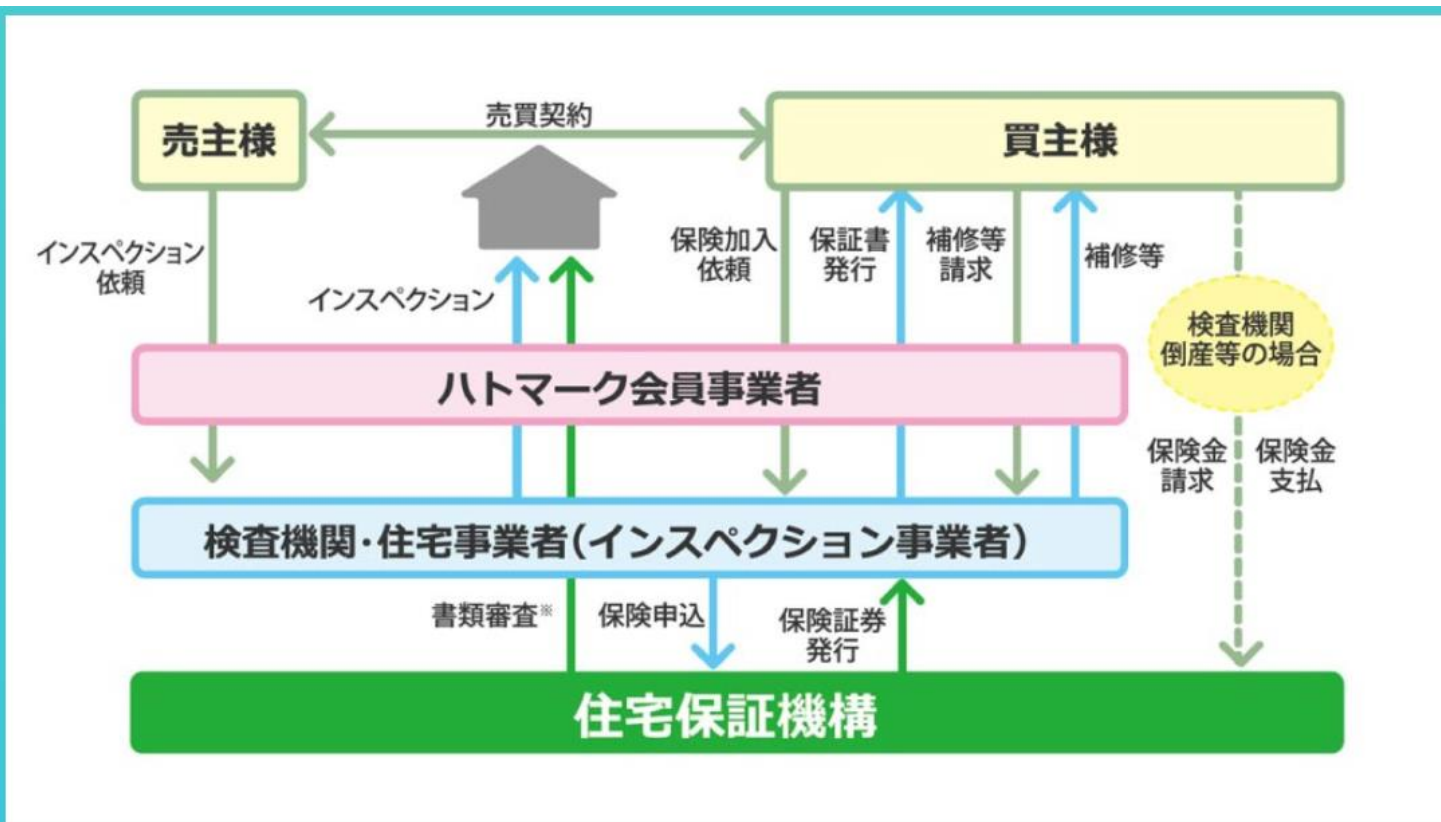 売買契約
売主様
買主様
インスペクション
依頼
インスペクション
保険加入
依頼
保証書
発行
補修等
請求
補修等
検査機関
倒産等の場合
ハトマーク会員事業者
保険金
請求
保険金
支払
検査機関・住宅事業者(インスペクション事業者)
書類審査※
保険申込
保険証券
発行
住宅保証機構